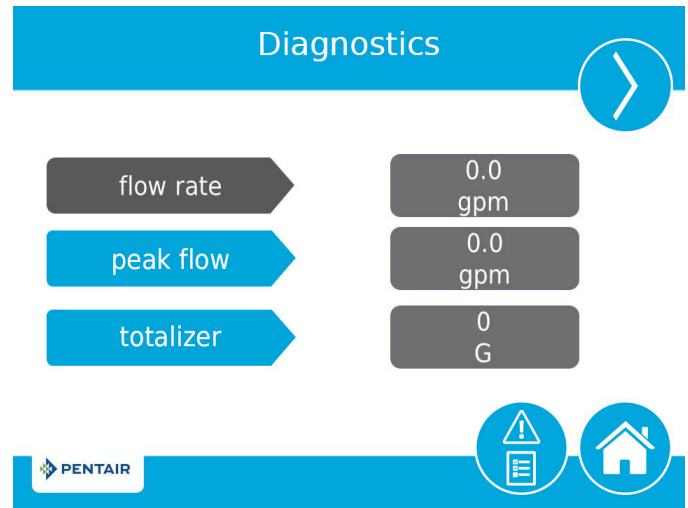 Diagnostics
flow rate
0.0
gpm
peak flow
0.0
gpm
totalizer
0
G
PENTAIR